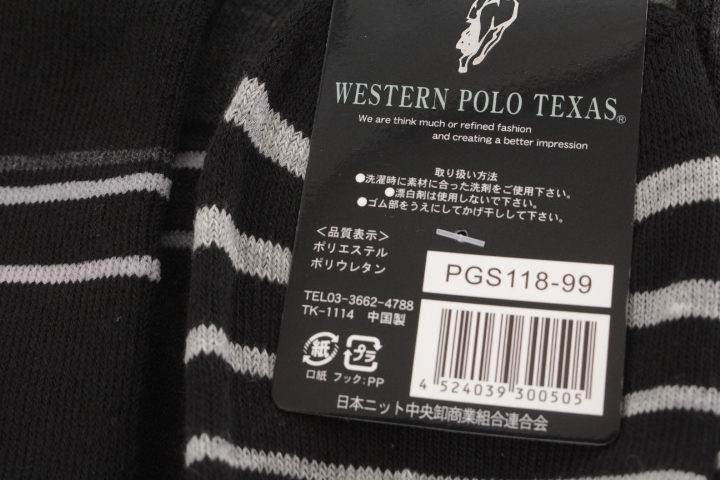 WESTERN POLO TEXAS®
We are think much or refined fashion
and creating a better impression
取り扱い方法
●洗濯時に素材に合った洗剤をご使用下さい。
●漂白剤は使用しないで下さい。
●ゴム部をうえにしてかげ干しして下さい。
<品質表示>
ポリエステル
ポリウレタン
PGS118-99
TEL03-3662-4788
TK-1114 中国製
紙 プラ
口紙 フック:PP
4 524039 300505
日本ニット中央卸商業組合連合会